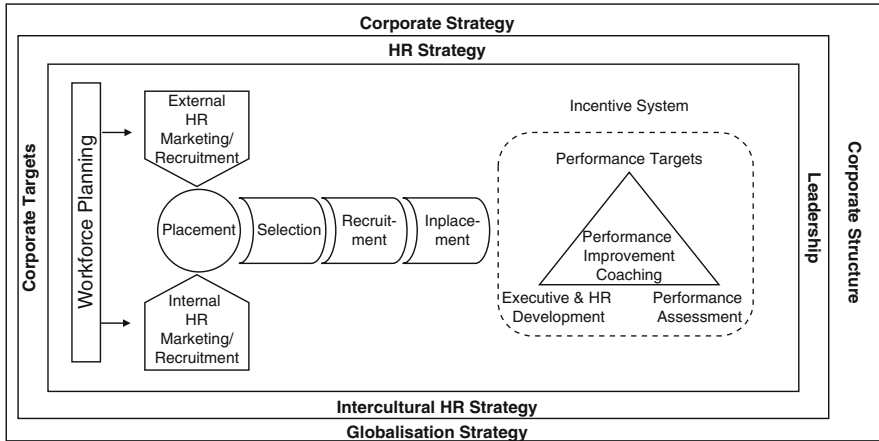 Corporate Strategy
HR Strategy
Corporate Targets
Workforce Planning
External
HR
Marketing/
Recruitment
Placement
Selection
Recruit-
ment
Inplace-
ment
Internal
HR
Marketing/
Recruitment
Incentive System
Performance Targets
Performance
Improvement
Coaching
Executive & HR
Development
Performance
Assessment
Leadership
Corporate Structure
Intercultural HR Strategy
Globalisation Strategy